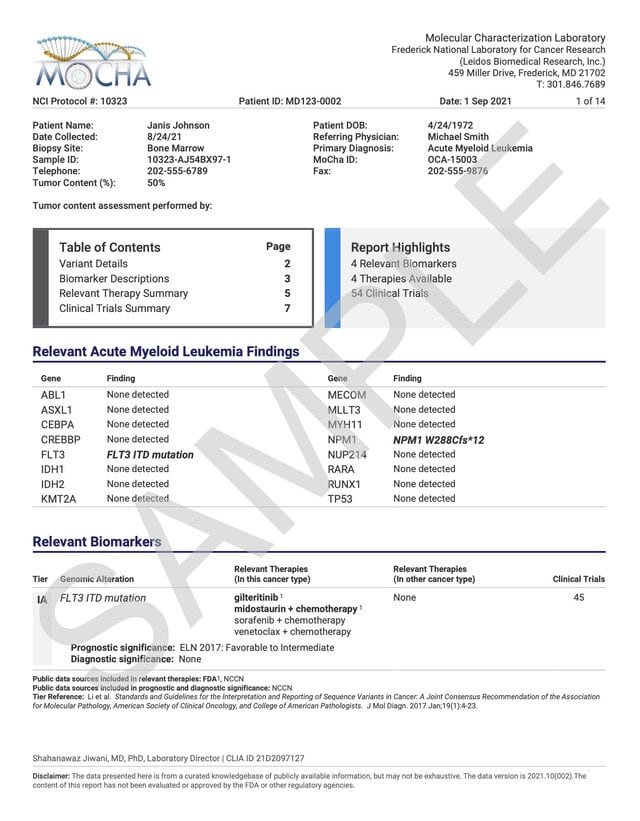 MOCHA
Molecular Characterization Laboratory
Frederick National Laboratory for Cancer Research
(Leidos Biomedical Research, Inc.)
459 Miller Drive, Frederick, MD 21702
T: 301.846.7689
NCI Protocol #: 10323 Patient ID: MD123-0002 Date: 1 Sep 2021 1 of 14
Patient Name: Janis Johnson Patient DOB: 4/24/1972
Date Collected: 8/24/21 Referring Physician: Michael Smith
Biopsy Site: Bone Marrow Primary Diagnosis: Acute Myeloid Leukemia
Sample ID: 10323-AJ54BX97-1 MoCha ID: OCA-15003
Telephone: 202-555-6789 Fax: 202-555-9876
Tumor Content (%): 50%
Tumor content assessment performed by:
Table of Contents Page
Variant Details 2
Biomarker Descriptions 3
Relevant Therapy Summary 5
Clinical Trials Summary 7
Report Highlights
4 Relevant Biomarkers
4 Therapies Available
54 Clinical Trials
SAMPLE
Relevant Acute Myeloid Leukemia Findings
Gene Finding Gene Finding
ABL1 None detected MECOM None detected
ASXL1 None detected MLLT3 None detected
CEBPA None detected MYH11 None detected
CREBBP None detected NPM1 NPM1 W288Cfs*12
FLT3 FLT3 ITD mutation NUP214 None detected
IDH1 None detected RARA None detected
IDH2 None detected RUNX1 None detected
KMT2A None detected TP53 None detected
Relevant Biomarkers
Tier Genomic Alteration Relevant Therapies (In this cancer type) Relevant Therapies (In other cancer type) Clinical Trials
IA FLT3 ITD mutation gilteritinib ¹ None 45
midostaurin + chemotherapy ¹
sorafenib + chemotherapy
venetoclax + chemotherapy
Prognostic significance: ELN 2017: Favorable to Intermediate
Diagnostic significance: None
Public data sources included in relevant therapies: FDA¹, NCCN
Public data sources included in prognostic and diagnostic significance: NCCN
Tier Reference: Li et al. Standards and Guidelines for the Interpretation and Reporting of Sequence Variants in Cancer: A Joint Consensus Recommendation of the Association
for Molecular Pathology, American Society of Clinical Oncology, and College of American Pathologists. J Mol Diagn. 2017 Jan;19(1):4-23.
Shahanawaz Jiwani, MD, PhD, Laboratory Director | CLIA ID 21D2097127
Disclaimer: The data presented here is from a curated knowledgebase of publicly available information, but may not be exhaustive. The data version is 2021.10(002).The
content of this report has not been evaluated or approved by the FDA or other regulatory agencies.